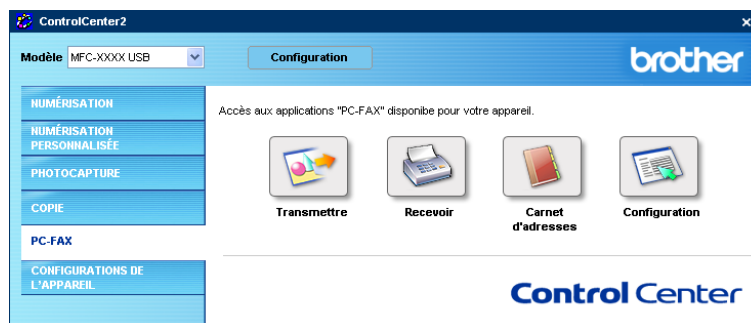 ControlCenter2
Modèle MFC-XXXX USB
Configuration
brother
NUMÉRISATION
NUMÉRISATION
PERSONNALISÉE
PHOTOCAPTURE
COPIE
PC-FAX
CONFIGURATIONS DE
L'APPAREIL
Accès aux applications "PC-FAX" disponibe pour votre appareil.
Transmettre
Recevoir
Carnet
d'adresses
Configuration
Control Center